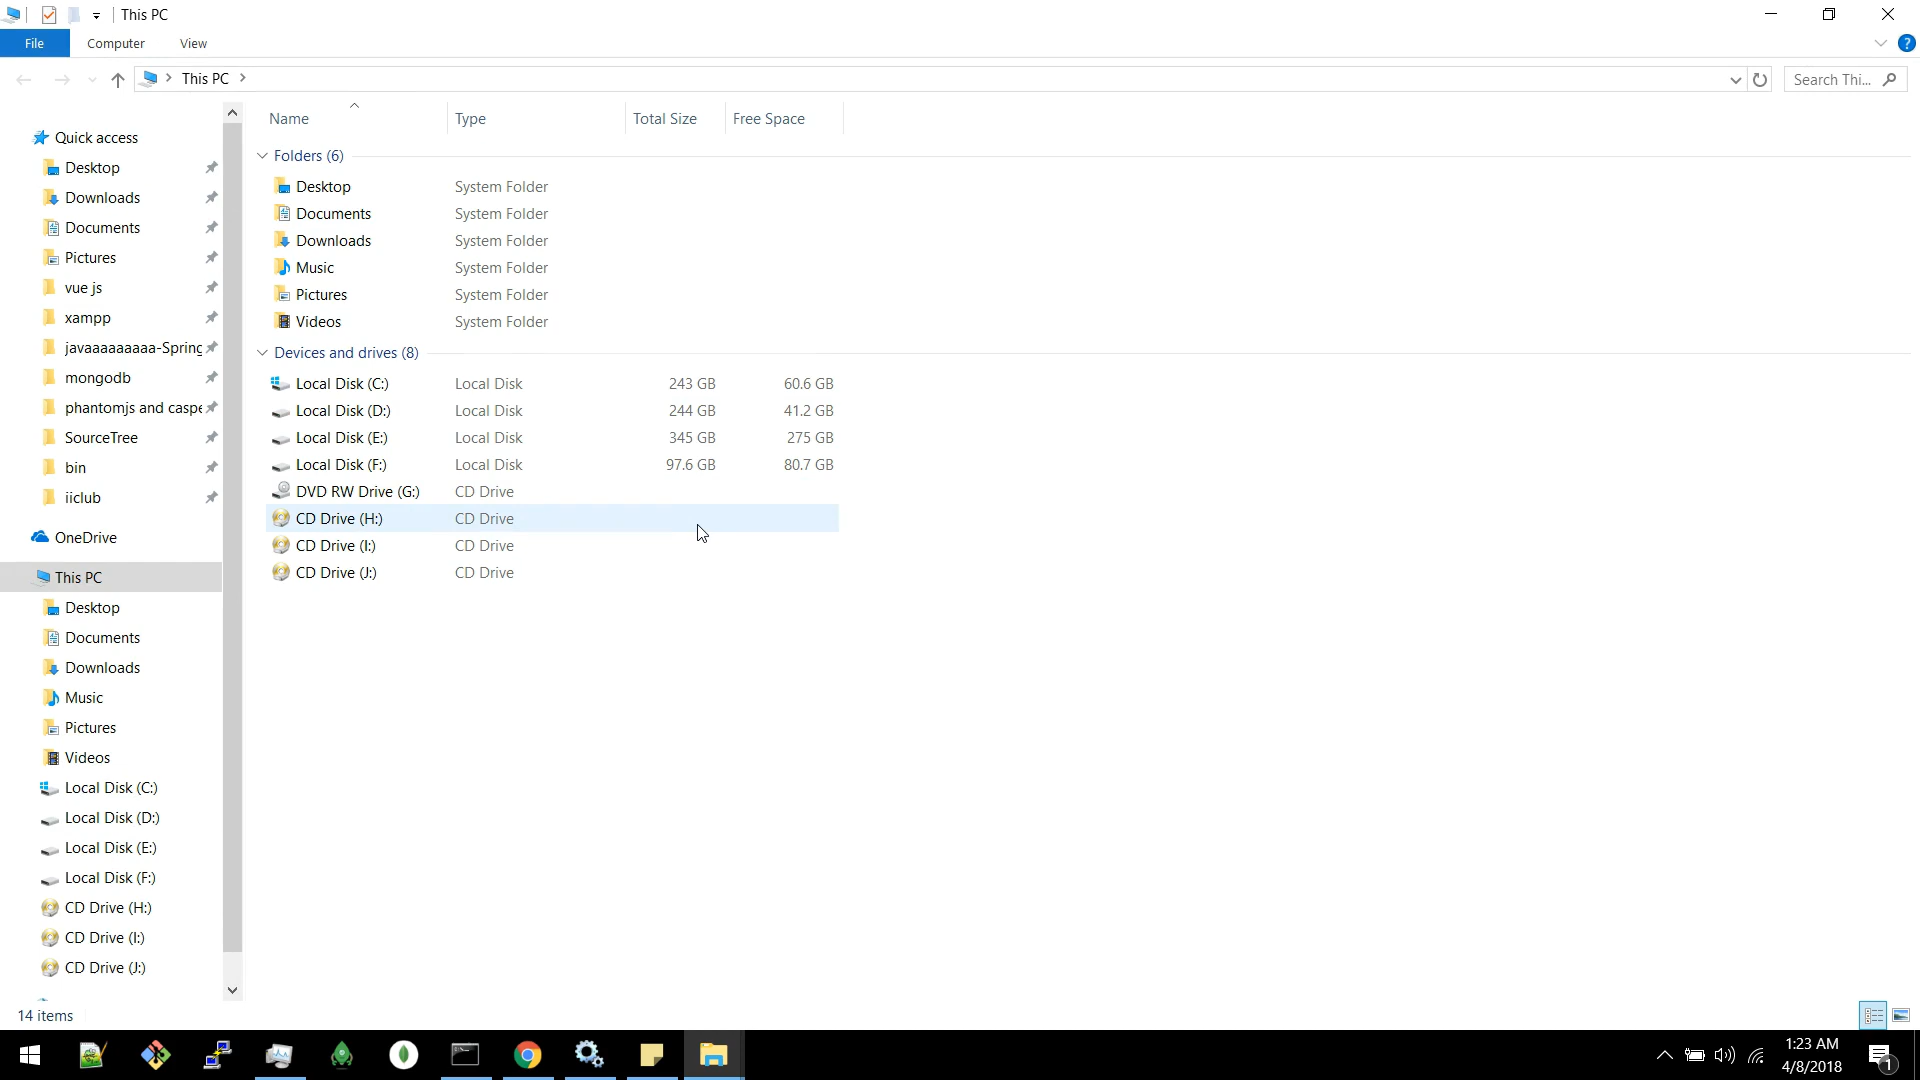 This PC
File Computer View
This PC
Search Thi...
Name Type Total Size Free Space
Quick access
Desktop
Downloads
Documents
Pictures
vue js
xampp
javaaaaaaaaa-Spring
mongodb
phantomjs and caspe
SourceTree
bin
iiclub
OneDrive
This PC
Desktop
Documents
Downloads
Music
Pictures
Videos
Local Disk (C:)
Local Disk (D:)
Local Disk (E:)
Local Disk (F:)
CD Drive (H:)
CD Drive (I:)
CD Drive (J:)
Folders (6)
Desktop System Folder
Documents System Folder
Downloads System Folder
Music System Folder
Pictures System Folder
Videos System Folder
Devices and drives (8)
Local Disk (C:) Local Disk 243 GB 60.6 GB
Local Disk (D:) Local Disk 244 GB 41.2 GB
Local Disk (E:) Local Disk 345 GB 275 GB
Local Disk (F:) Local Disk 97.6 GB 80.7 GB
DVD RW Drive (G:) CD Drive
CD Drive (H:) CD Drive
CD Drive (I:) CD Drive
CD Drive (J:) CD Drive
14 items
1:23 AM
4/8/2018
1